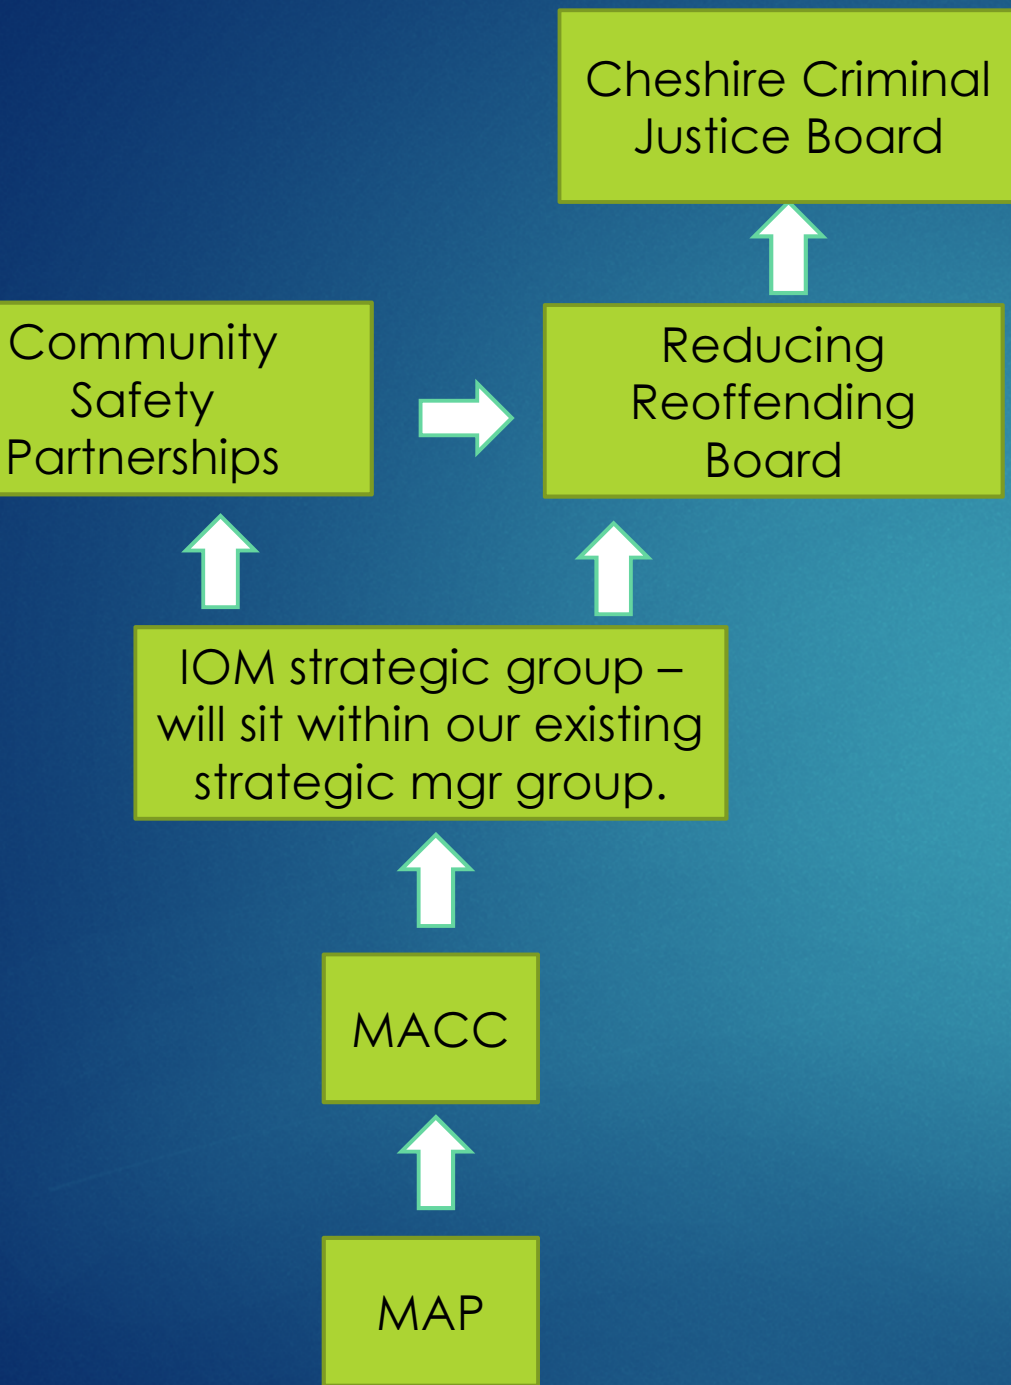 Cheshire Criminal
Justice Board
Community
Safety
Partnerships
Reducing
Reoffending
Board
IOM strategic group –
will sit within our existing
strategic mgr group.
MACC
MAP